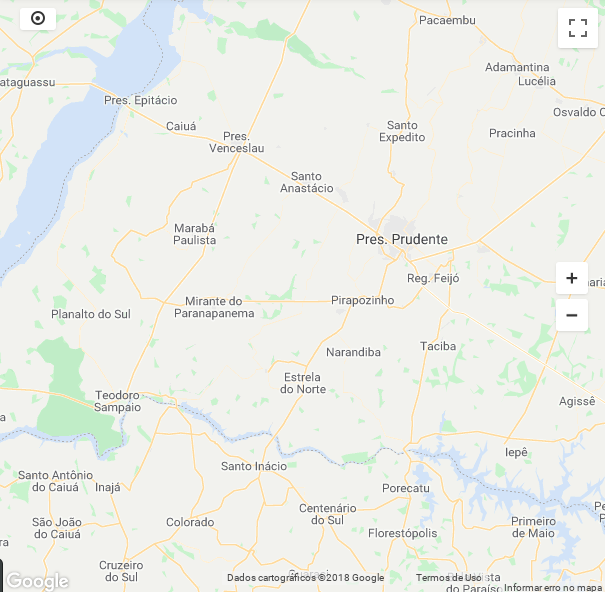 Pacaembu
Adamantina
Lucélia
ataguassu
Pres. Epitácio
Osvaldo C
Caiuá
Santo
Expedito
Pracinha
Pres.
Venceslau
Santo
Anastácio
Marabá
Paulista
Pres. Prudente
Reg. Feijó
Mirante do
Paranapanema
Pirapozinho
Planalto do Sul
Taciba
Narandiba
Estrela
do Norte
Teodoro
Sampaio
Agissê
Iepê
Santo Inácio
Santo Antônio
do Caiuá
Inajá
Porecatu
Centenário
do Sul
São João
do Caiuá
Colorado
Primeiro
de Maio
Florestópolis
Cruzeiro
do Sul
Google
Dados cartográficos ©2018 Google
Termos de Uso
do Paraíso
Informar erro no mapa